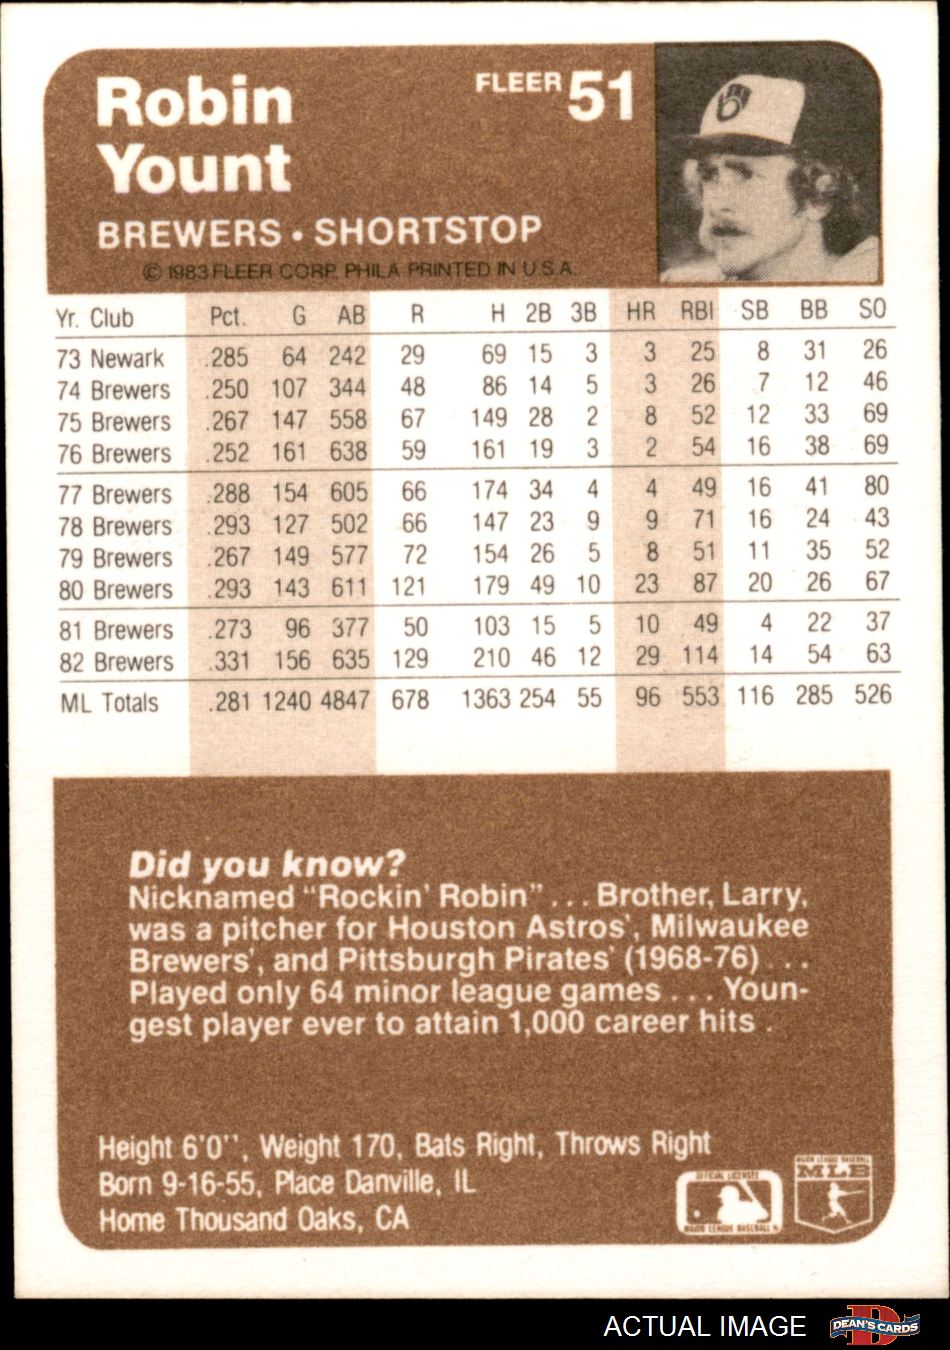 Robin
Yount
FLEER 51
BREWERS • SHORTSTOP
© 1983 FLEER CORP. PHILA PRINTED IN U.S.A.
Yr. Club Pct. G AB R H 2B 3B HR RBI SB BB SO
73 Newark .285 64 242 29 69 15 3 3 25 8 31 26
74 Brewers .250 107 344 48 86 14 5 3 26 7 12 46
75 Brewers .267 147 558 67 149 28 2 8 52 12 33 69
76 Brewers .252 161 638 59 161 19 3 2 54 16 38 69
77 Brewers .288 154 605 66 174 34 4 4 49 16 41 80
78 Brewers .293 127 502 66 147 23 9 9 71 16 24 43
79 Brewers .267 149 577 72 154 26 5 8 51 11 35 52
80 Brewers .293 143 611 121 179 49 10 23 87 20 26 67
81 Brewers .273 96 377 50 103 15 5 10 49 4 22 37
82 Brewers .331 156 635 129 210 46 12 29 114 14 54 63
ML Totals .281 1240 4847 678 1363 254 55 96 553 116 285 526
Did you know?
Nicknamed “Rockin’ Robin” . . . Brother, Larry,
was a pitcher for Houston Astros’, Milwaukee
Brewers’, and Pittsburgh Pirates’ (1968-76) . . .
Played only 64 minor league games . . . Youn-
gest player ever to attain 1,000 career hits .
Height 6'0'', Weight 170, Bats Right, Throws Right
Born 9-16-55, Place Danville, IL
Home Thousand Oaks, CA
OFFICIAL LICENSEE
MAJOR LEAGUE BASEBALL
MAJOR LEAGUE BASEBALL
MLB
ACTUAL IMAGE
DEAN'S CARDS